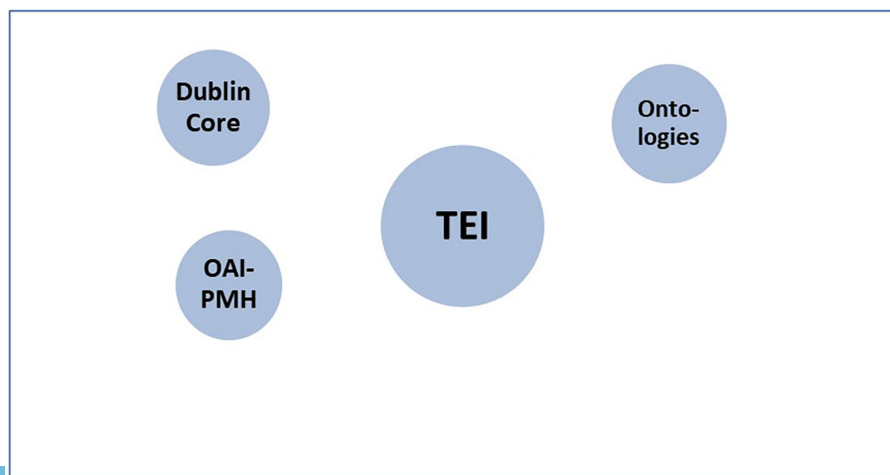 Dublin
Core
Onto-
logies
TEI
OAI-
PMH